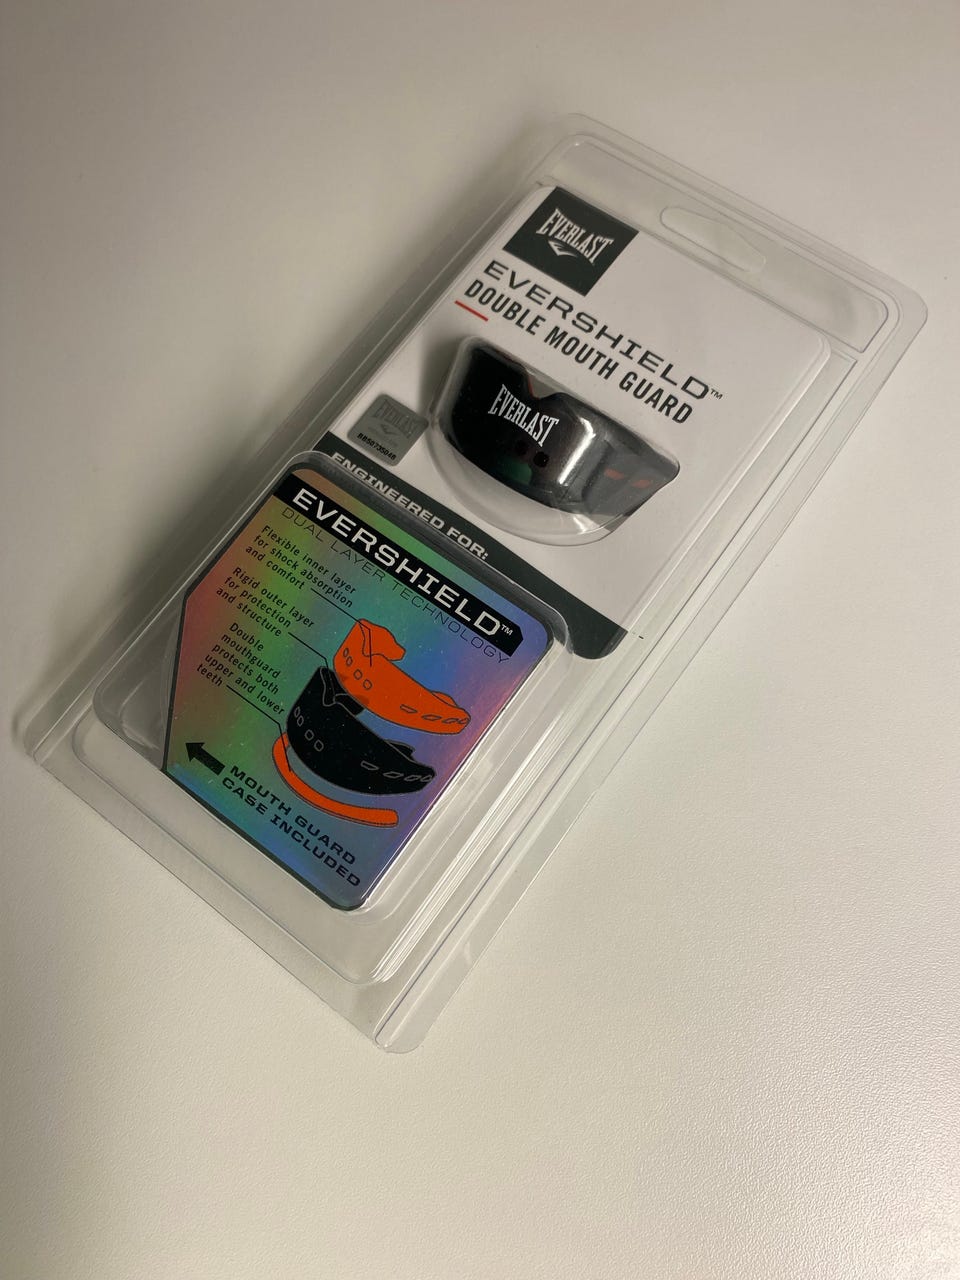 EVERLAST
EVERSHIELD™
DOUBLE MOUTH GUARD
EVERLAST
EVERLAST
ENGINEERED FOR:
EVERSHIELD™
DUAL LAYER TECHNOLOGY
Flexible inner layer
for shock absorption
and comfort
Rigid outer layer
for protection
and structure
Double
mouthguard
protects both
upper and lower
teeth
MOUTH GUARD
CASE INCLUDED